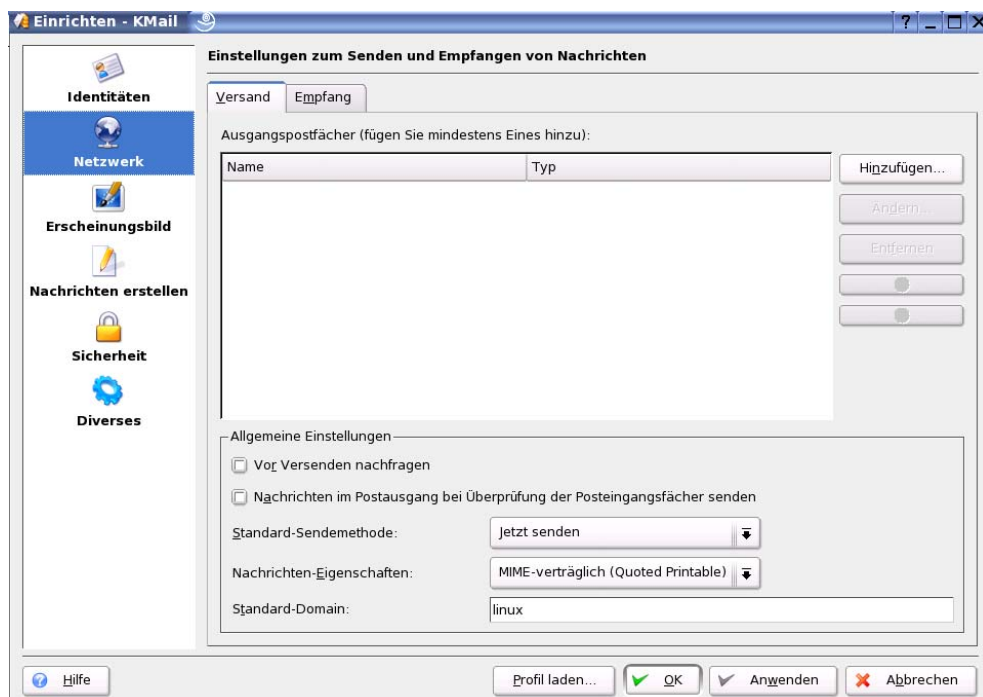 Einrichten - KMail
Identitäten
Netzwerk
Erscheinungsbild
Nachrichten erstellen
Sicherheit
Diverses
Einstellungen zum Senden und Empfangen von Nachrichten
Versand
Empfang
Ausgangspostfächer (fügen Sie mindestens Eines hinzu):
Name
Typ
Hinzufügen...
Ändern...
Entfernen
Allgemeine Einstellungen
Vor Versenden nachfragen
Nachrichten im Postausgang bei Überprüfung der Posteingangsfächer senden
Standard-Sendemethode:
Jetzt senden
Nachrichten-Eigenschaften:
MIME-verträglich (Quoted Printable)
Standard-Domain:
linux
Hilfe
Profil laden...
OK
Anwenden
Abbrechen